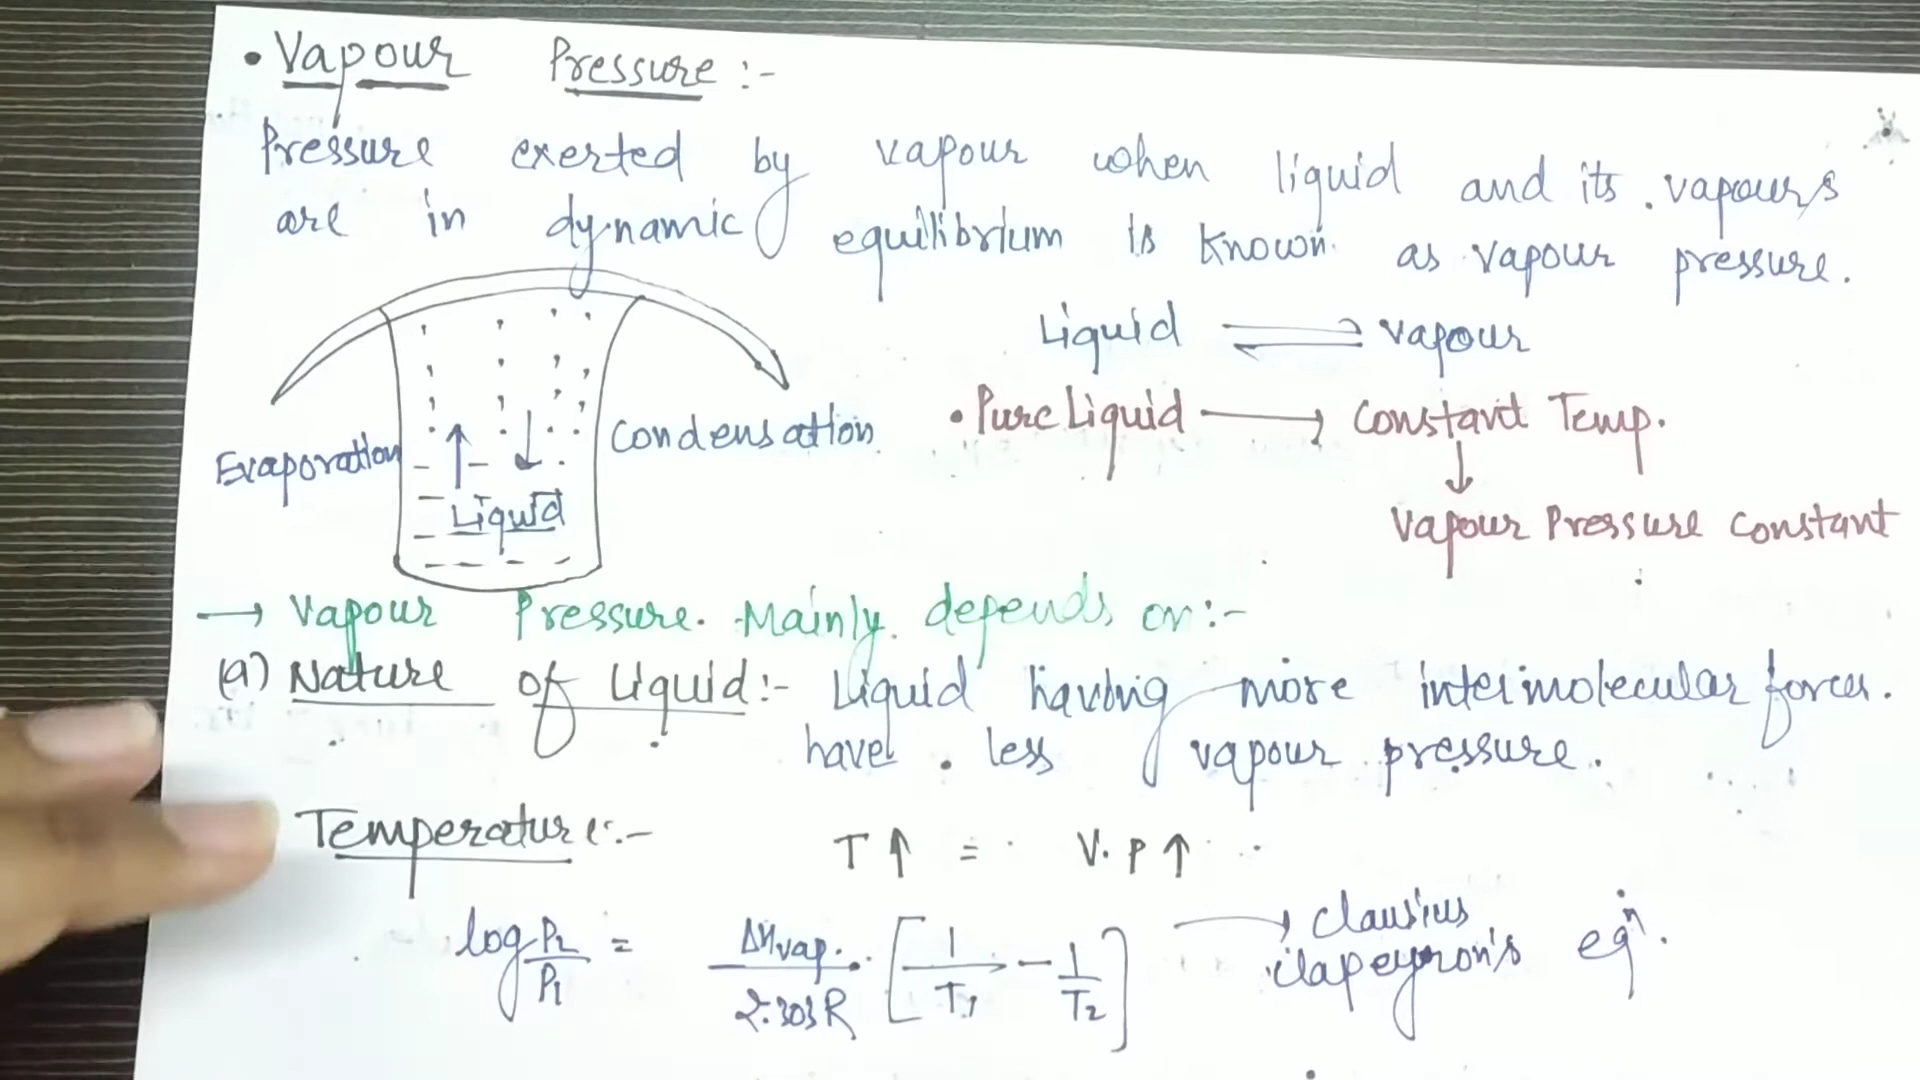 • Vapour Pressure :-
Pressure exerted by vapour when liquid and its vapours
are in dynamic equilibrium is known as vapour pressure.
Liquid ⇌ vapour
• Pure Liquid → Constant Temp.
↓
Vapour Pressure constant
Evaporation
Condensation
Liquid
→ Vapour Pressure Mainly depends on:-
(a) Nature of Liquid:- Liquid having more intermolecular forces.
have less vapour pressure.
Temperature:- T↑ = V.P↑
log P2/P1 = ΔHvap./2.303R [1/T1 - 1/T2] → Clausius
Clapeyron's eqn.